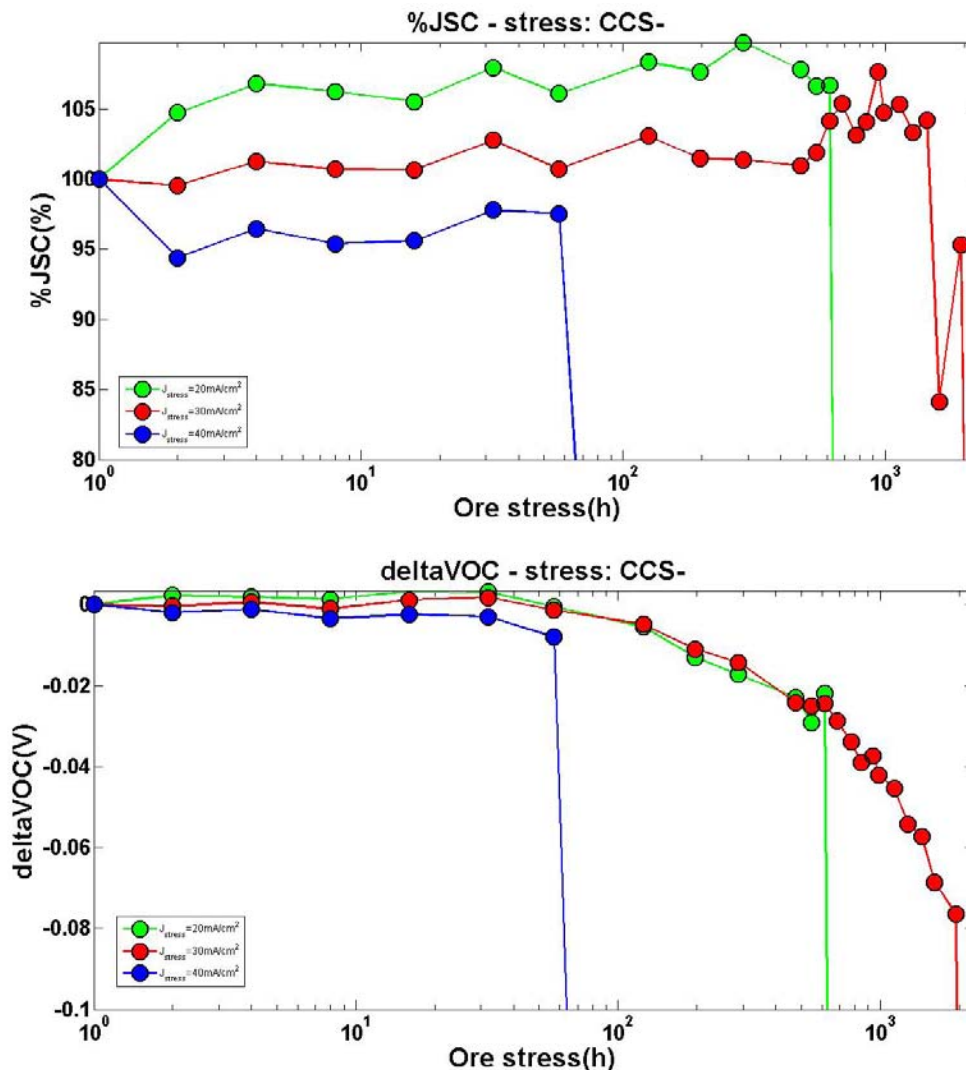 %JSC - stress: CCS-
%JSC(%)
105
100
95
90
85
80
J_stress=20mA/cm²
J_stress=30mA/cm²
J_stress=40mA/cm²
10⁰
10¹
10²
10³
Ore stress(h)
deltaVOC - stress: CCS-
deltaVOC(V)
0
-0.02
-0.04
-0.06
-0.08
-0.1
J_stress=20mA/cm²
J_stress=30mA/cm²
J_stress=40mA/cm²
10⁰
10¹
10²
10³
Ore stress(h)